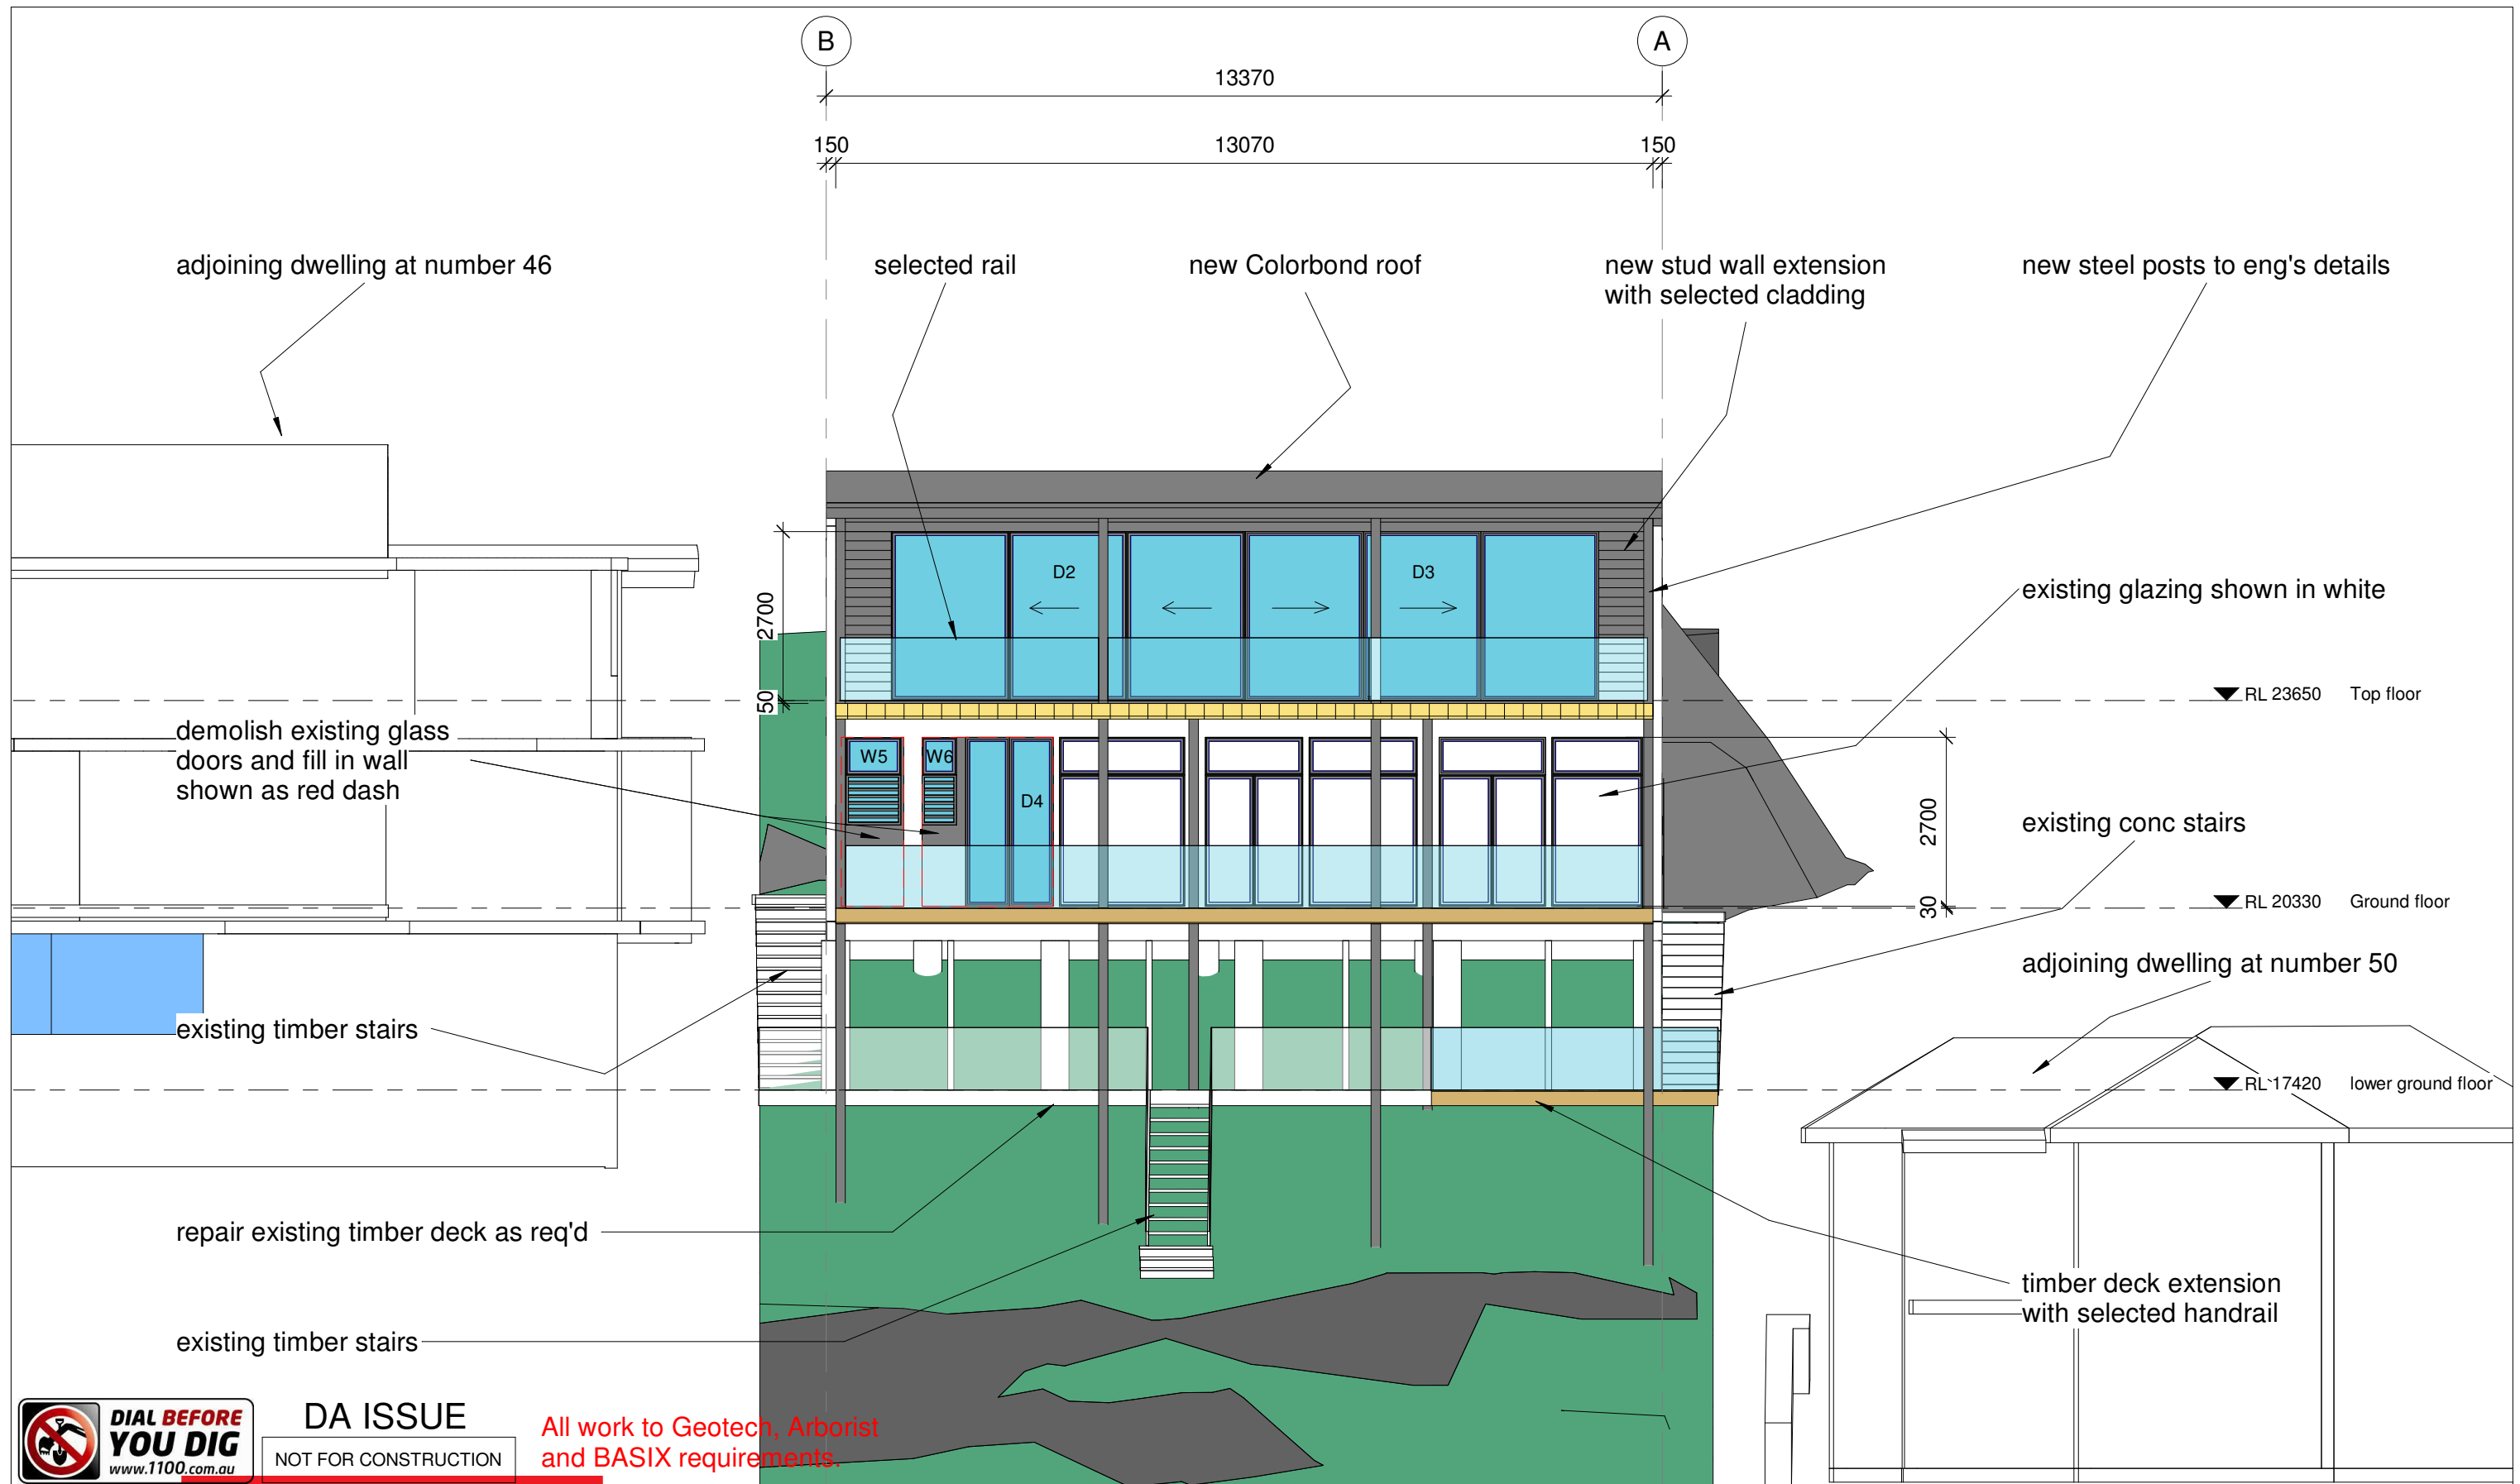 B
A
13370
150
13070
150
adjoining dwelling at number 46
selected rail
new Colorbond roof
new stud wall extension
with selected cladding
new steel posts to eng's details
D2
D3
2700
existing glazing shown in white
50
RL 23650 Top floor
demolish existing glass
doors and fill in wall
shown as red dash
W5
W6
D4
2700
existing conc stairs
30
RL 20330 Ground floor
adjoining dwelling at number 50
existing timber stairs
RL 17420 lower ground floor
repair existing timber deck as req'd
timber deck extension
with selected handrail
existing timber stairs
DIAL BEFORE
YOU DIG
www.1100.com.au
DA ISSUE
NOT FOR CONSTRUCTION
All work to Geotech, Arborist
and BASIX requirements.